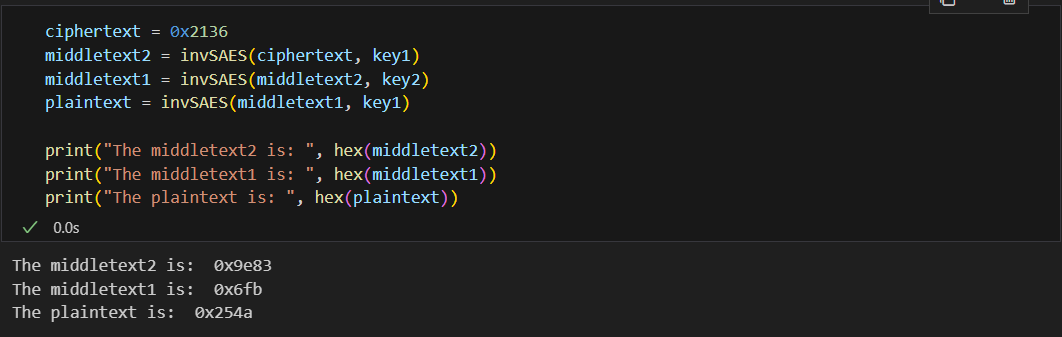 ciphertext = 0x2136
middletext2 = invSAES(ciphertext, key1)
middletext1 = invSAES(middletext2, key2)
plaintext = invSAES(middletext1, key1)
print("The middletext2 is: ", hex(middletext2))
print("The middletext1 is: ", hex(middletext1))
print("The plaintext is: ", hex(plaintext))
0.0s
The middletext2 is:  0x9e83
The middletext1 is:  0x6fb
The plaintext is:  0x254a